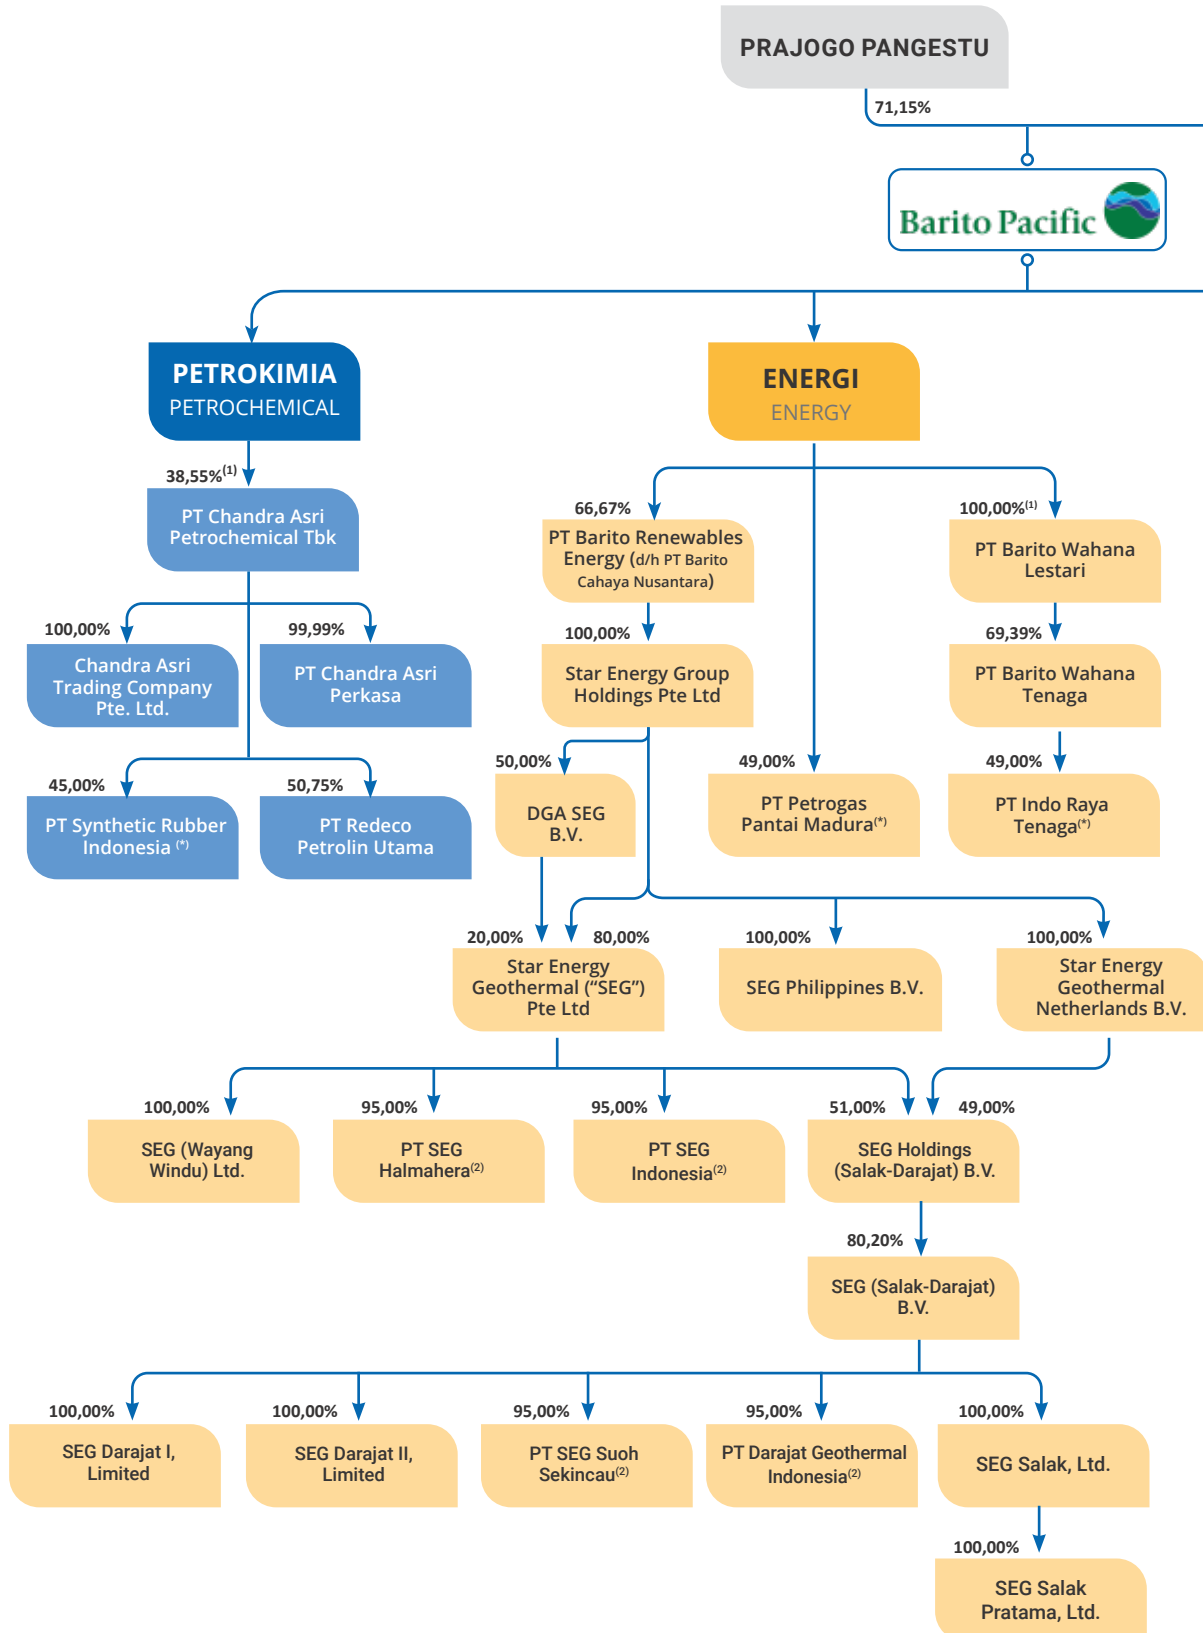 PRAJOGO PANGESTU
71,15%
Barito Pacific
PETROKIMIA
PETROCHEMICAL
ENERGI
ENERGY
38,55%(1)
PT Chandra Asri
Petrochemical Tbk
66,67%
PT Barito Renewables
Energy (d/h PT Barito
Cahaya Nusantara)
100,00%(1)
PT Barito Wahana
Lestari
100,00%
Chandra Asri
Trading Company
Pte. Ltd.
99,99%
PT Chandra Asri
Perkasa
100,00%
Star Energy Group
Holdings Pte Ltd
69,39%
PT Barito Wahana
Tenaga
45,00%
PT Synthetic Rubber
Indonesia (*)
50,75%
PT Redeco
Petrolin Utama
50,00%
DGA SEG
B.V.
49,00%
PT Petrogas
Pantai Madura(*)
49,00%
PT Indo Raya
Tenaga(*)
20,00%
80,00%
Star Energy
Geothermal (“SEG”)
Pte Ltd
100,00%
SEG Philippines B.V.
100,00%
Star Energy
Geothermal
Netherlands B.V.
100,00%
SEG (Wayang
Windu) Ltd.
95,00%
PT SEG
Halmahera(2)
95,00%
PT SEG
Indonesia(2)
51,00%
49,00%
SEG Holdings
(Salak-Darajat) B.V.
80,20%
SEG (Salak-Darajat)
B.V.
100,00%
SEG Darajat I,
Limited
100,00%
SEG Darajat II,
Limited
95,00%
PT SEG Suoh
Sekincau(2)
95,00%
PT Darajat Geothermal
Indonesia(2)
100,00%
SEG Salak, Ltd.
100,00%
SEG Salak
Pratama, Ltd.